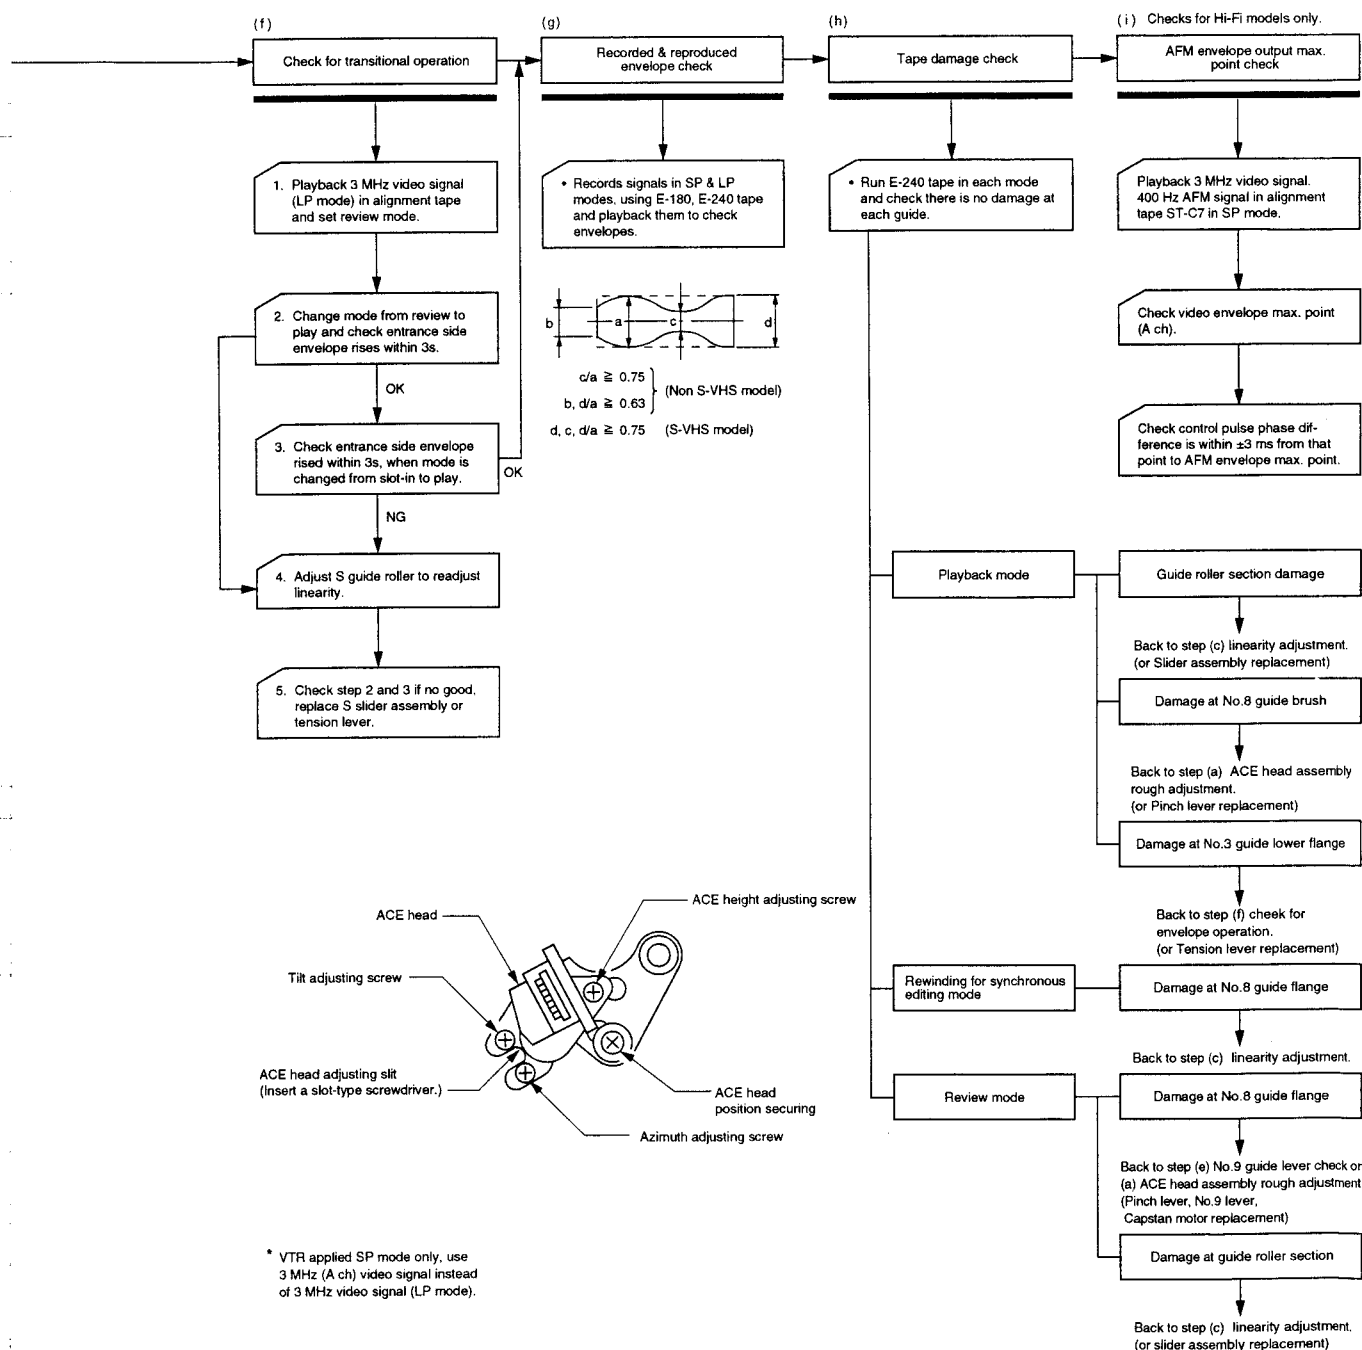 (f)
Check for transitional operation
1. Playback 3 MHz video signal
(LP mode) in alignment tape
and set review mode.
2. Change mode from review to
play and check entrance side
envelope rises within 3s.
OK
3. Check entrance side envelope
rised within 3s, when mode is
changed from slot-in to play.
OK
NG
4. Adjust S guide roller to readjust
linearity.
5. Check step 2 and 3 if no good,
replace S slider assembly or
tension lever.
(g)
Recorded & reproduced
envelope check
• Records signals in SP & LP
modes, using E-180, E-240 tape
and playback them to check
envelopes.
b a c d
c/a ≧ 0.75
b, d/a ≧ 0.63
(Non S-VHS model)
d, c, d/a ≧ 0.75 (S-VHS model)
(h)
Tape damage check
• Run E-240 tape in each mode
and check there is no damage at
each guide.
(i) Checks for Hi-Fi models only.
AFM envelope output max.
point check
Playback 3 MHz video signal.
400 Hz AFM signal in alignment
tape ST-C7 in SP mode.
Check video envelope max. point
(A ch).
Check control pulse phase dif-
ference is within ±3 ms from that
point to AFM envelope max. point.
Playback mode
Guide roller section damage
Back to step (c) linearity adjustment.
(or Slider assembly replacement)
Damage at No.8 guide brush
Back to step (a) ACE head assembly
rough adjustment.
(or Pinch lever replacement)
Damage at No.3 guide lower flange
Back to step (f) cheek for
envelope operation.
(or Tension lever replacement)
Rewinding for synchronous
editing mode
Damage at No.8 guide flange
Back to step (c) linearity adjustment.
Review mode
Damage at No.8 guide flange
Back to step (e) No.9 guide lever check or
(a) ACE head assembly rough adjustment
(Pinch lever, No.9 lever,
Capstan motor replacement)
Damage at guide roller section
Back to step (c) linearity adjustment.
(or slider assembly replacement)
ACE head
ACE height adjusting screw
Tilt adjusting screw
ACE head adjusting slit
(Insert a slot-type screwdriver.)
ACE head
position securing
Azimuth adjusting screw
* VTR applied SP mode only, use
3 MHz (A ch) video signal instead
of 3 MHz video signal (LP mode).